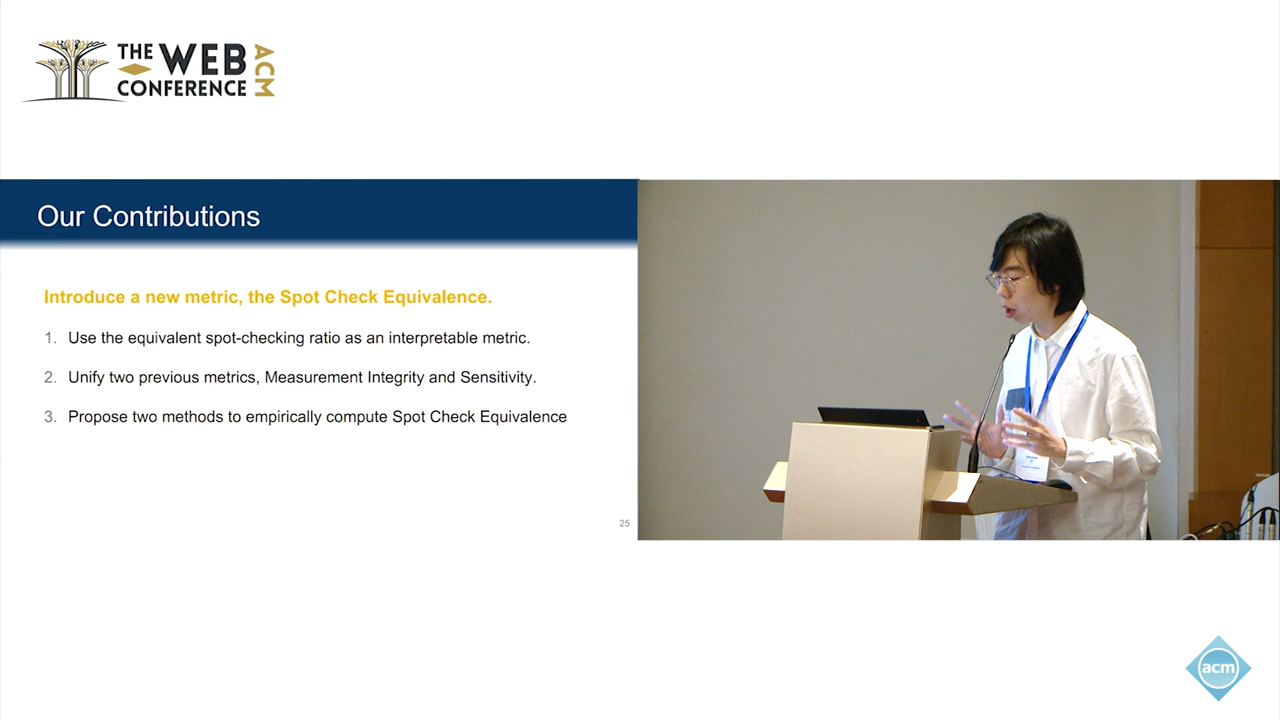 THE WEB
CONFERENCE
ACM
Our Contributions
Introduce a new metric, the Spot Check Equivalence.
1. Use the equivalent spot-checking ratio as an interpretable metric.
2. Unify two previous metrics, Measurement Integrity and Sensitivity.
3. Propose two methods to empirically compute Spot Check Equivalence
25
acm